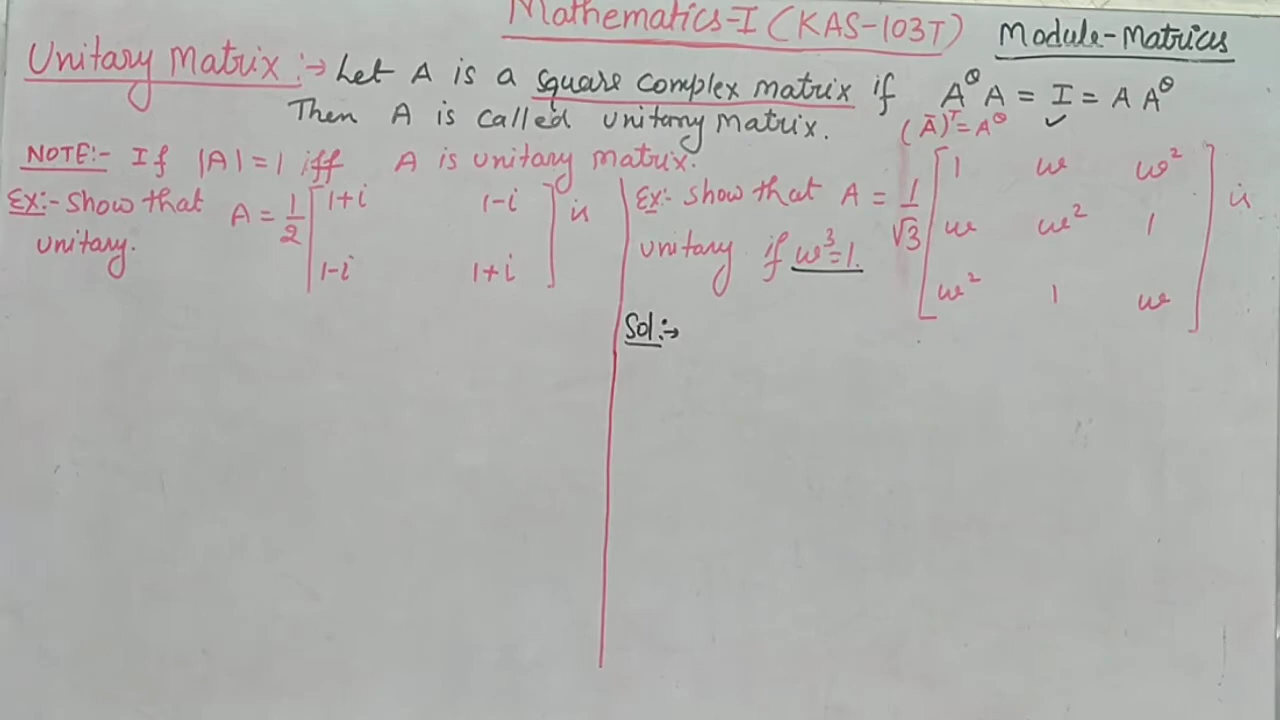 Mathematics-I (KAS-103T) Module-Matrices
Unitary Matrix :→ Let A is a square complex matrix if A^θ A = I = A A^θ
Then A is called unitary matrix. (Ā)^T = A^θ ✓
NOTE:- If |A| = 1 iff A is unitary matrix.
Ex:- Show that A = 1/2 [1+i 1-i
1-i 1+i] is
unitary.
Ex:- Show that A = 1/√3 [1 ω ω²
ω ω² 1
ω² 1 ω] is
unitary if ω³=1.
Sol:→